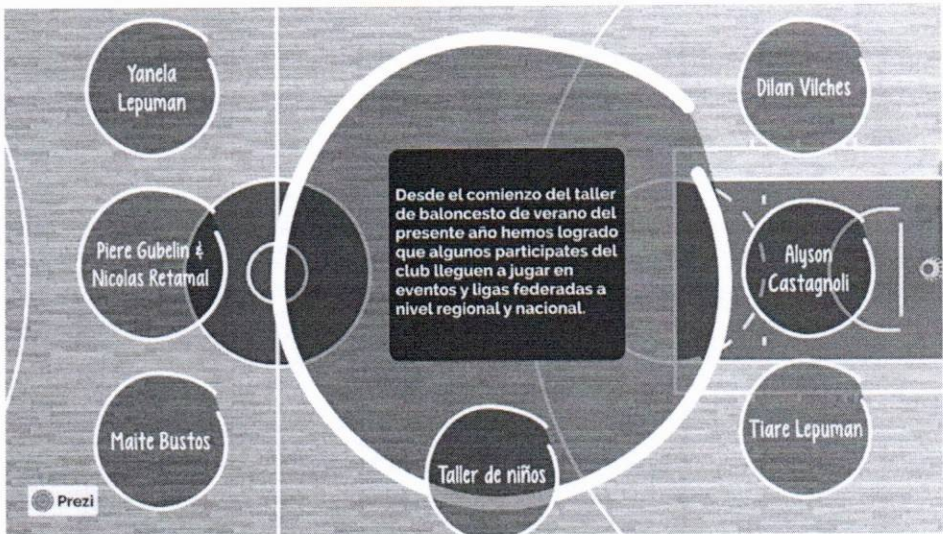 Yanela
Lepuman
Dilan Vilches
Desde el comienzo del taller
de baloncesto de verano del
presente año hemos logrado
que algunos participates del
club lleguen a jugar en
eventos y ligas federadas a
nivel regional y nacional.
Piere Gubelin &
Nicolas Retamal
Alyson
Castagnoli
Maite Bustos
Taller de niños
Tiare Lepuman
Prezi